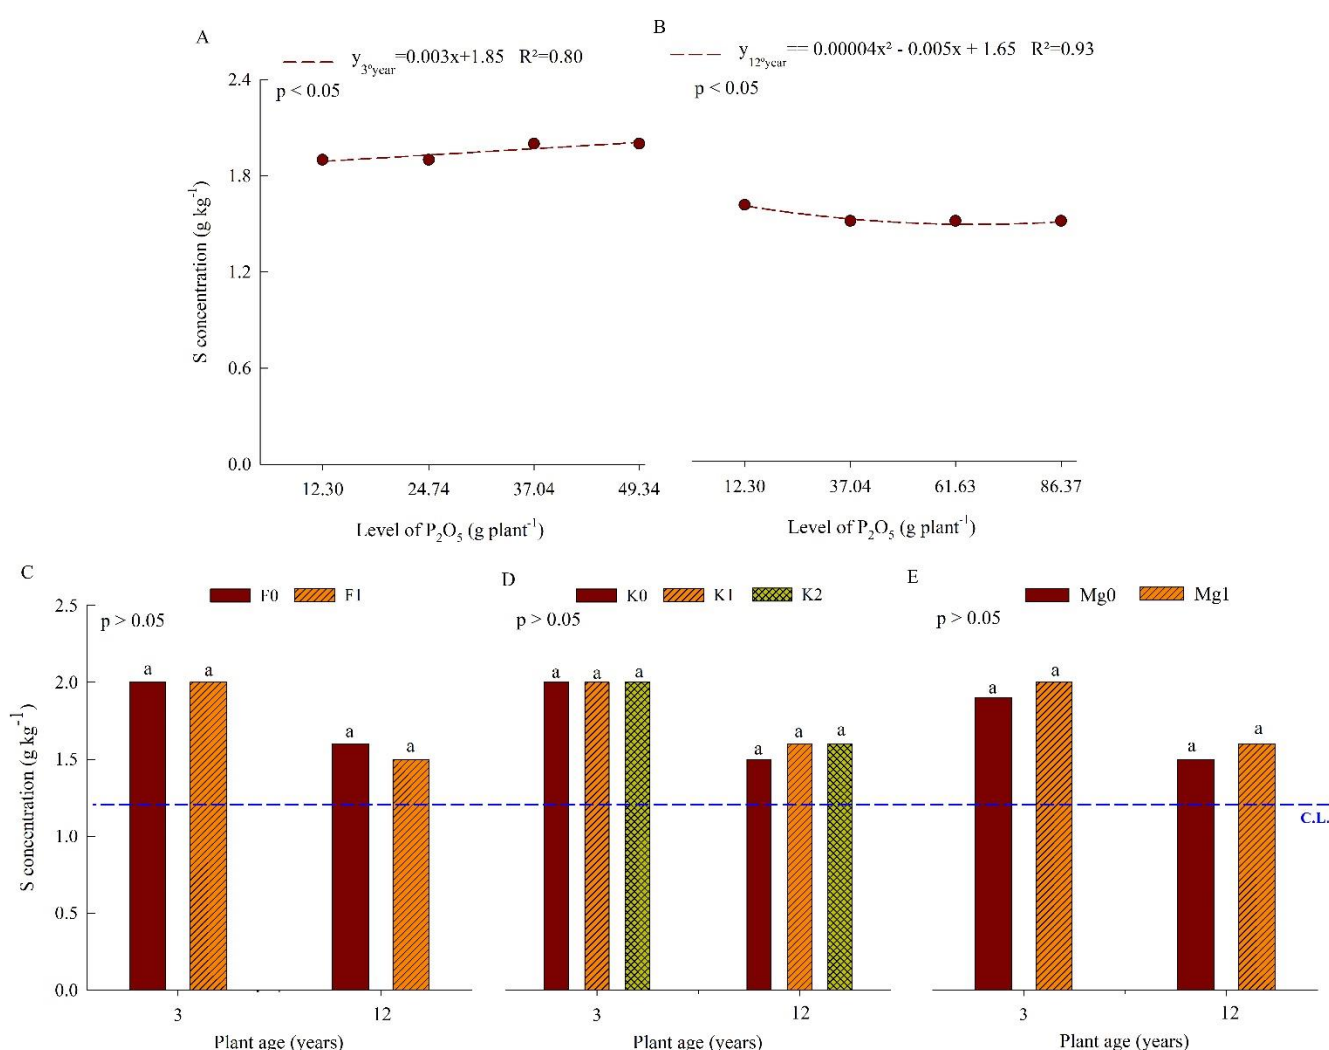 A
B
y3ºyear=0.003x+1.85 R²=0.80
y12ºyear== 0.00004x² - 0.005x + 1.65 R²=0.93
p < 0.05
p < 0.05
2.4
1.8
1.2
0.6
0.0
S concentration (g kg-1)
12.30 24.74 37.04 49.34
12.30 37.04 61.63 86.37
Level of P2O5 (g plant-1)
Level of P2O5 (g plant-1)
C
D
E
F0 F1
K0 K1 K2
Mg0 Mg1
p > 0.05
p > 0.05
p > 0.05
2.5
2.0
1.5
1.0
0.5
0.0
S concentration (g kg-1)
a a a a
a a a a a a
a a a a
C.L.
3 12
3 12
3 12
Plant age (years)
Plant age (years)
Plant age (years)